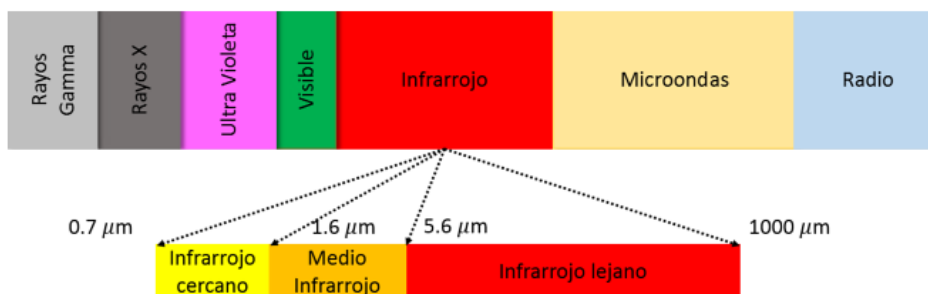 Rayos
Gamma
Rayos X
Ultra Violeta
Visible
Infrarrojo
Microondas
Radio
0.7 μm
1.6 μm
5.6 μm
1000 μm
Infrarrojo
cercano
Medio
Infrarrojo
Infrarrojo lejano